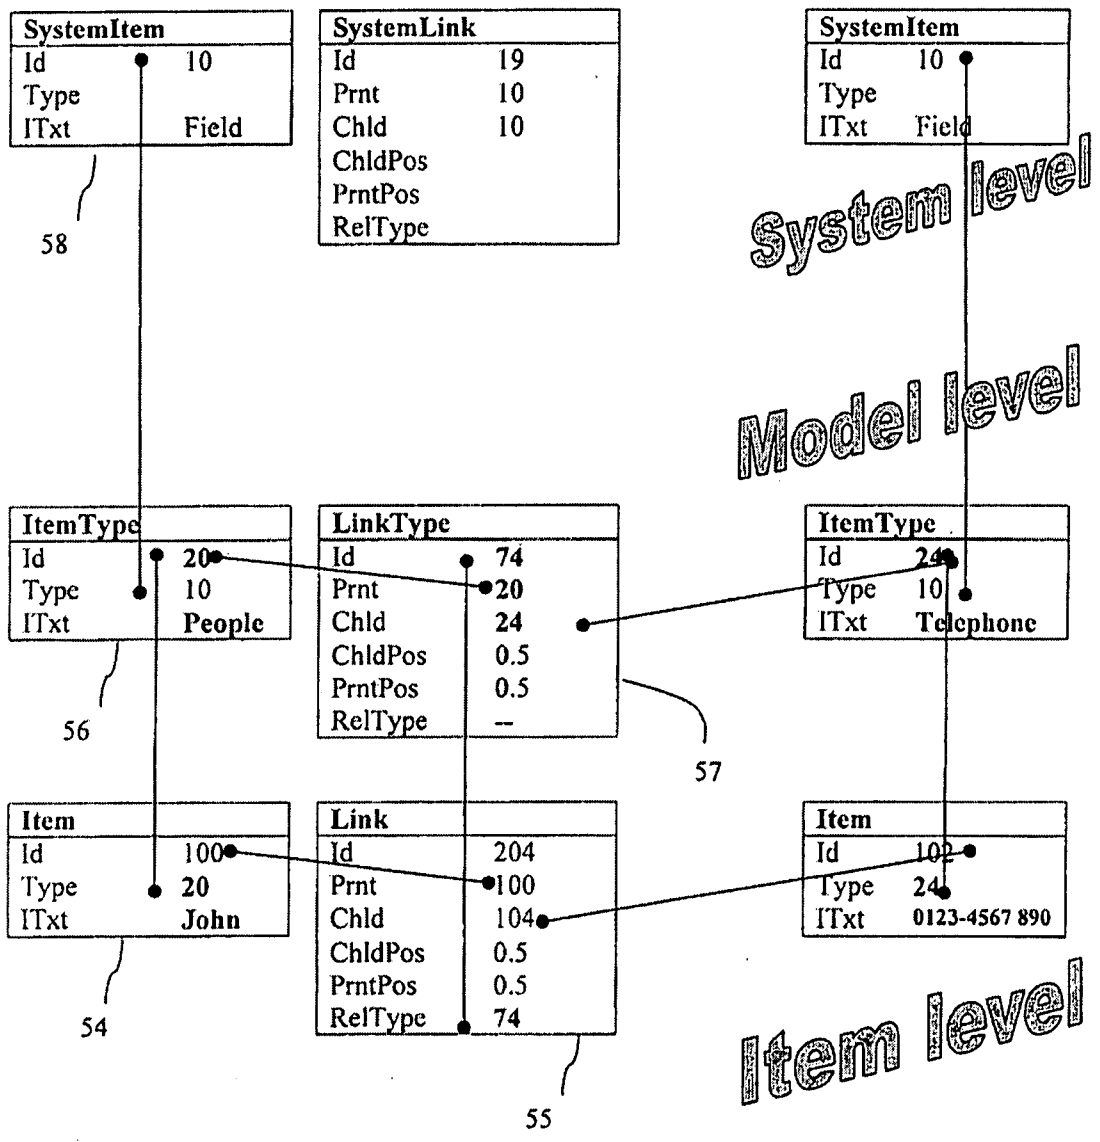 SystemItem
Id 10
Type
ITxt Field
58
SystemLink
Id 19
Prnt 10
Chld 10
ChldPos
PrntPos
RelType
SystemItem
Id 10
Type
ITxt Field
System level
Model level
ItemType
Id 20
Type 10
ITxt People
56
LinkType
Id 74
Prnt 20
Chld 24
ChldPos 0.5
PrntPos 0.5
RelType --
57
ItemType
Id 24
Type 10
ITxt Telephone
Item
Id 100
Type 20
ITxt John
54
Link
Id 204
Prnt 100
Chld 104
ChldPos 0.5
PrntPos 0.5
RelType 74
55
Item
Id 102
Type 24
ITxt 0123-4567 890
Item level